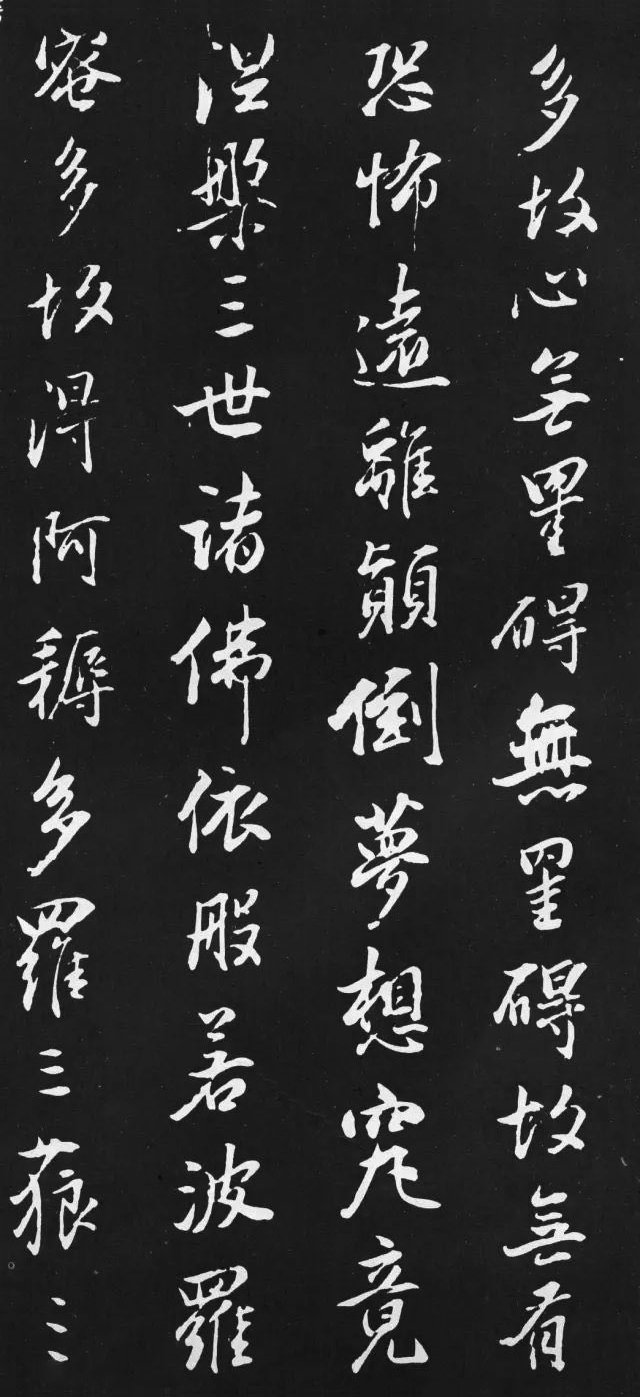 多故心无罣碍無罣碍故无有
恐怖遠離顛倒夢想究竟
涅槃三世諸佛依般若波羅
蜜多故得阿耨多羅三藐三